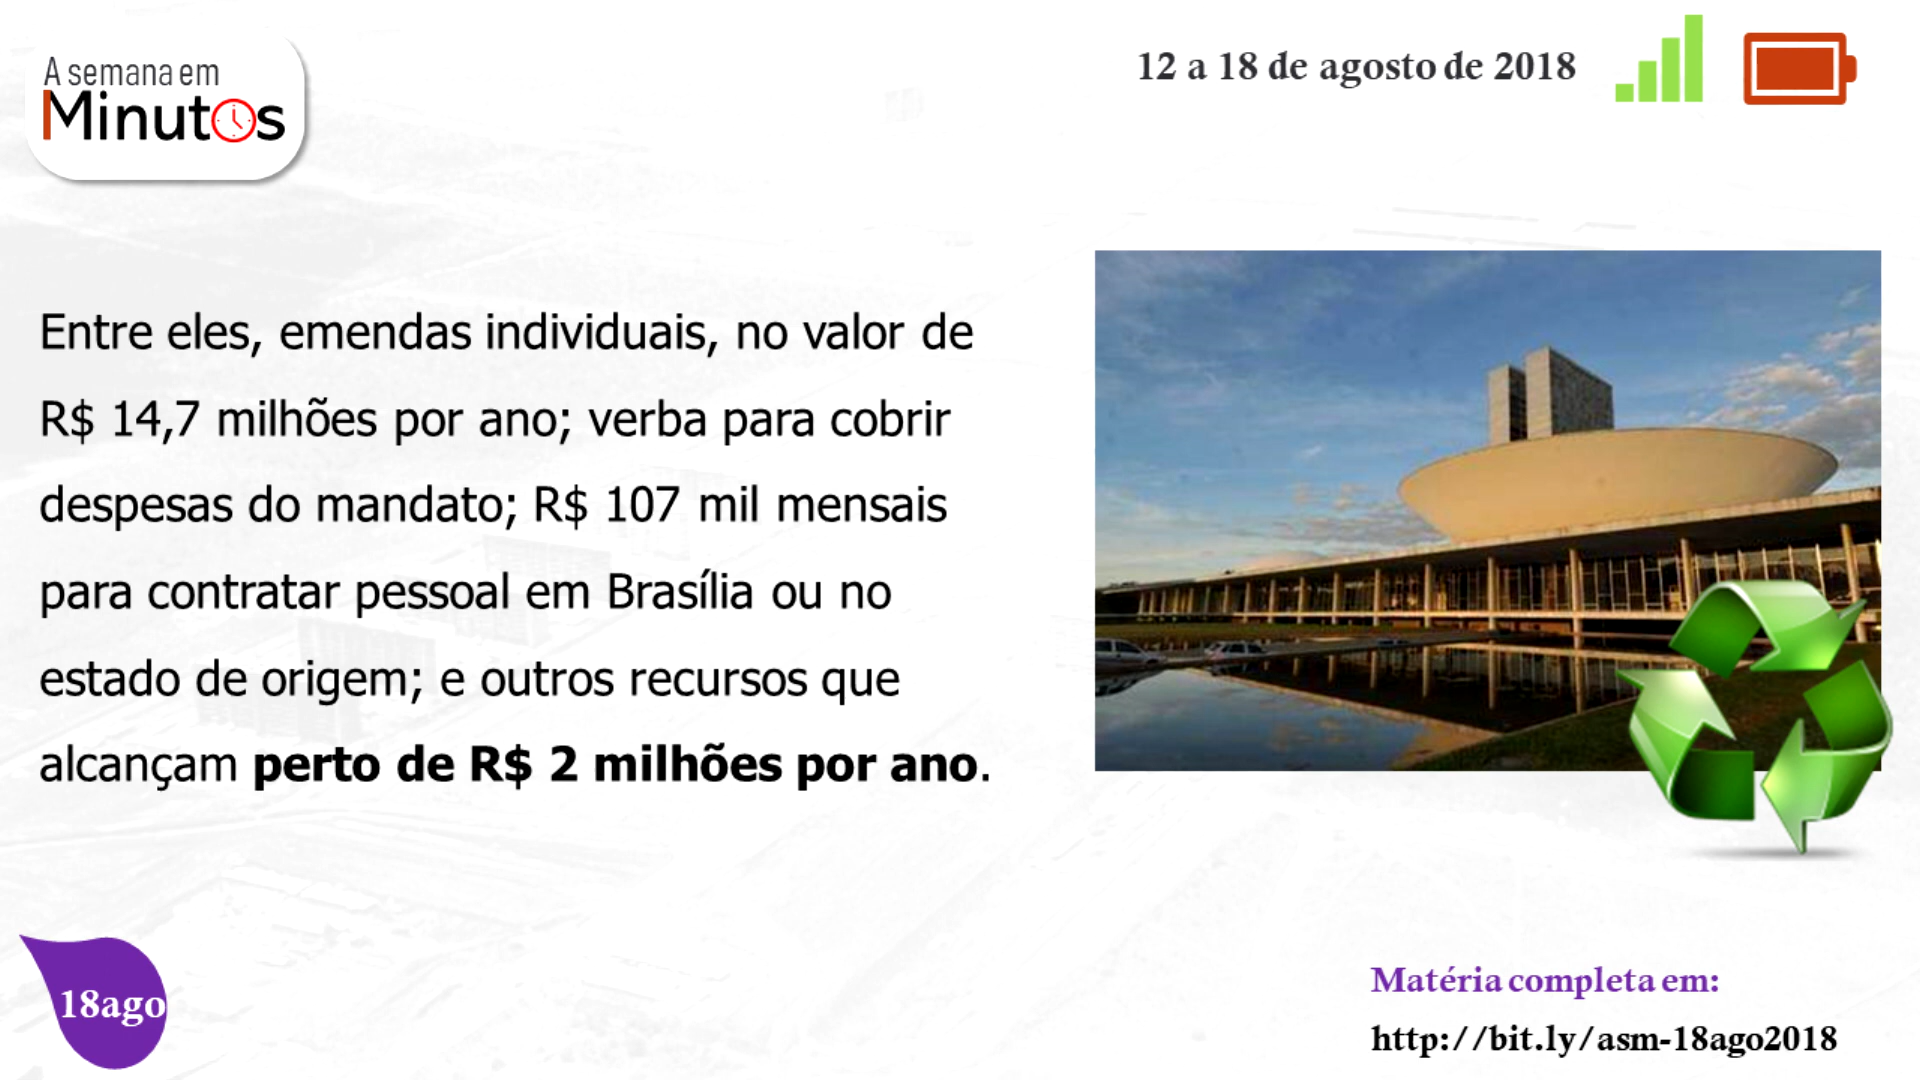 A semana em
Minutos
12 a 18 de agosto de 2018
Entre eles, emendas individuais, no valor de
R$ 14,7 milhões por ano; verba para cobrir
despesas do mandato; R$ 107 mil mensais
para contratar pessoal em Brasília ou no
estado de origem; e outros recursos que
alcançam perto de R$ 2 milhões por ano.
18ago
Matéria completa em:
http://bit.ly/asm-18ago2018